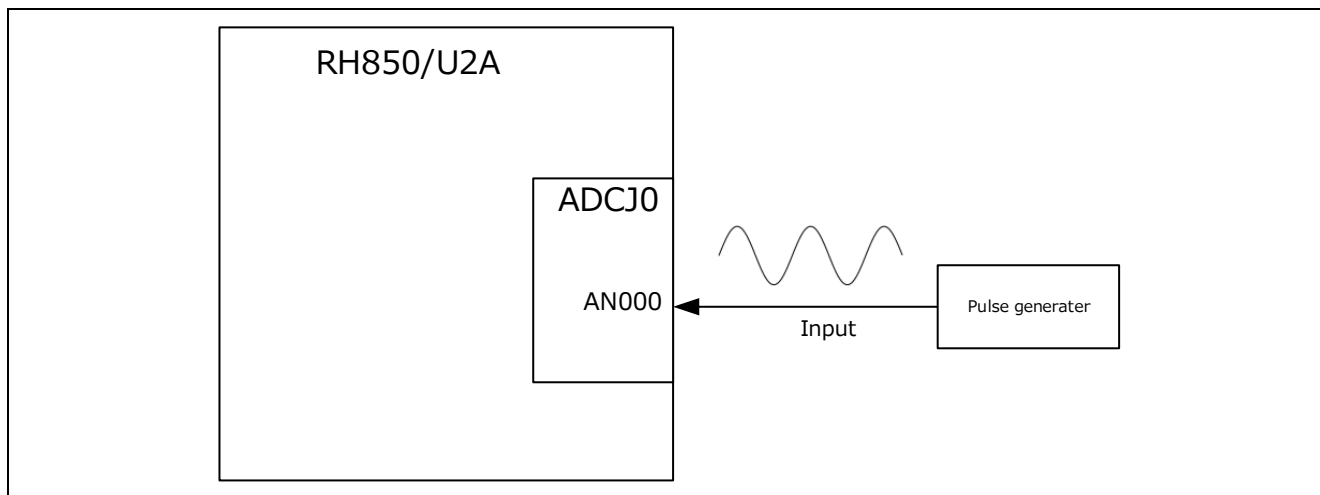 RH850/U2A
ADCJ0
AN000
Input
Pulse generater